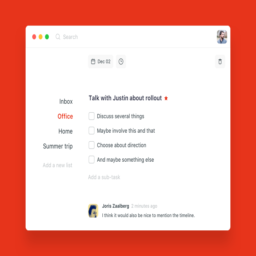 Search
Dec 02
Talk with Justin about rollout
Inbox
Office
Home
Summer trip
Add a new list
Discuss several things
Maybe involve this and that
Choose about direction
And maybe something else
Add a sub-task
Joris Zaalberg 2 minutes ago
I think it would also be nice to mention the timeline.